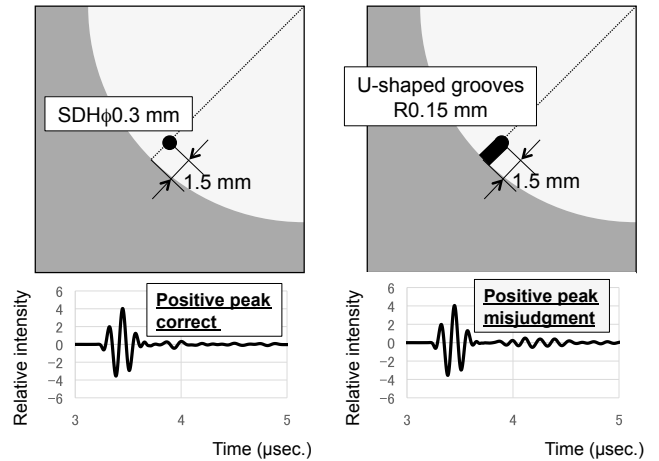 SDHϕ0.3 mm
1.5 mm
U-shaped grooves
R0.15 mm
1.5 mm
Relative intensity
6
4
2
0
−2
−4
−6
Positive peak
correct
3
4
5
Time (μsec.)
Relative intensity
6
4
2
0
−2
−4
−6
Positive peak
misjudgment
3
4
5
Time (μsec.)